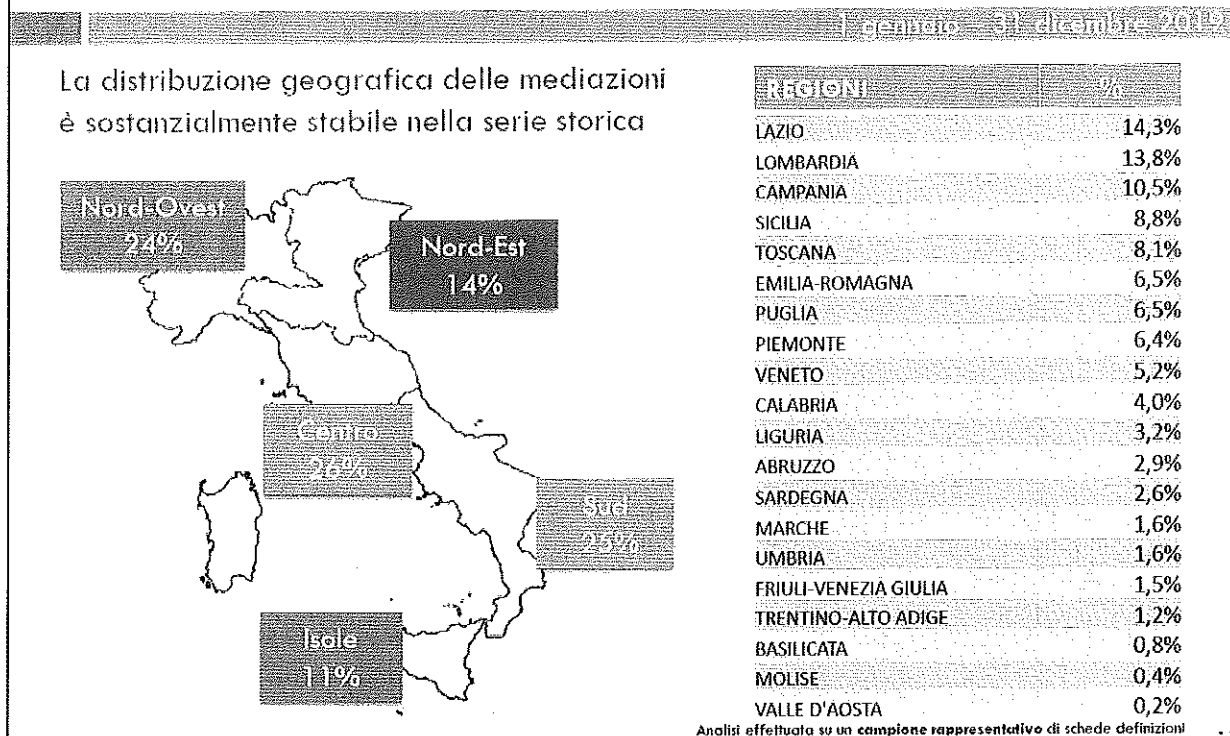 1 gennaio – 31 dicembre 2019
La distribuzione geografica delle mediazioni
è sostanzialmente stabile nella serie storica
Nord-Ovest
24%
Nord-Est
14%
Centro
26%
Sud
25%
Isole
11%
REGIONI %
LAZIO 14,3%
LOMBARDIA 13,8%
CAMPANIA 10,5%
SICILIA 8,8%
TOSCANA 8,1%
EMILIA-ROMAGNA 6,5%
PUGLIA 6,5%
PIEMONTE 6,4%
VENETO 5,2%
CALABRIA 4,0%
LIGURIA 3,2%
ABRUZZO 2,9%
SARDEGNA 2,6%
MARCHE 1,6%
UMBRIA 1,6%
FRIULI-VENEZIA GIULIA 1,5%
TRENTINO-ALTO ADIGE 1,2%
BASILICATA 0,8%
MOLISE 0,4%
VALLE D'AOSTA 0,2%
Analisi effettuata su un campione rappresentativo di schede definizioni